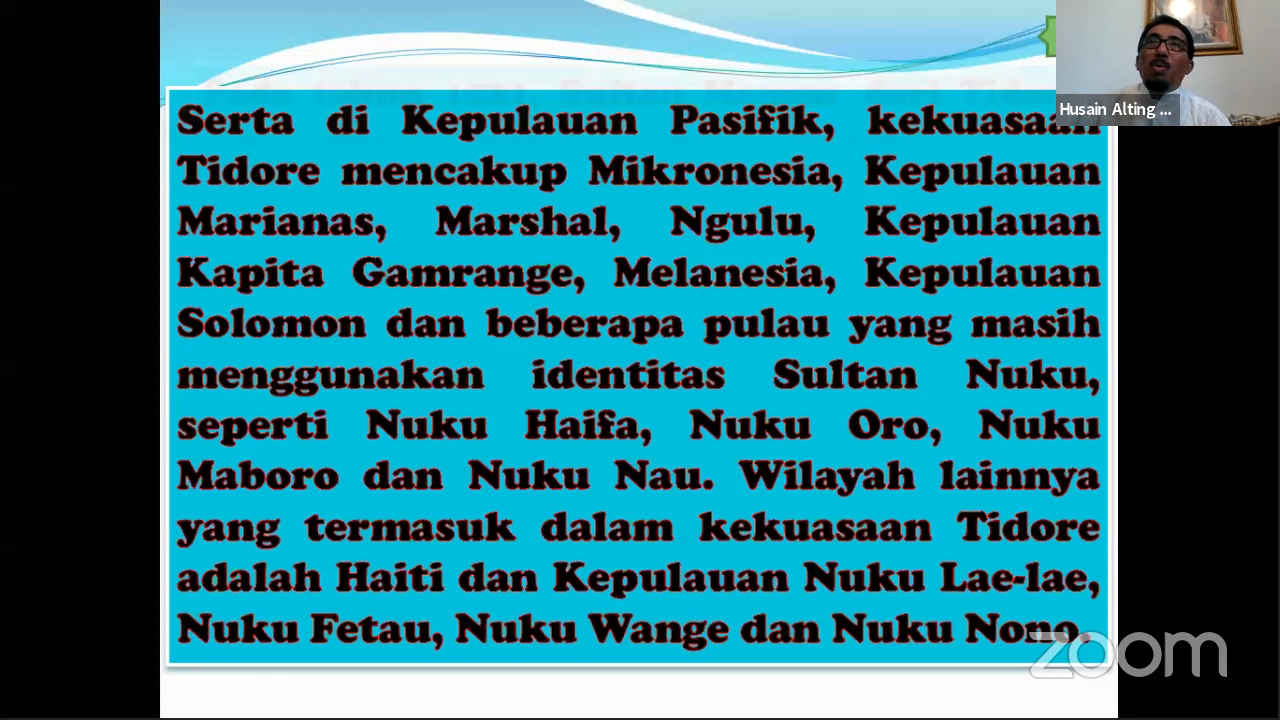 Serta di Kepulauan Pasifik, kekuasaan
Tidore mencakup Mikronesia, Kepulauan
Marianas, Marshal, Ngulu, Kepulauan
Kapita Gamrange, Melanesia, Kepulauan
Solomon dan beberapa pulau yang masih
menggunakan identitas Sultan Nuku,
seperti Nuku Haifa, Nuku Oro, Nuku
Maboro dan Nuku Nau. Wilayah lainnya
yang termasuk dalam kekuasaan Tidore
adalah Haiti dan Kepulauan Nuku Lae-lae,
Nuku Fetau, Nuku Wange dan Nuku Nono.
Husain Alting ...
zoom